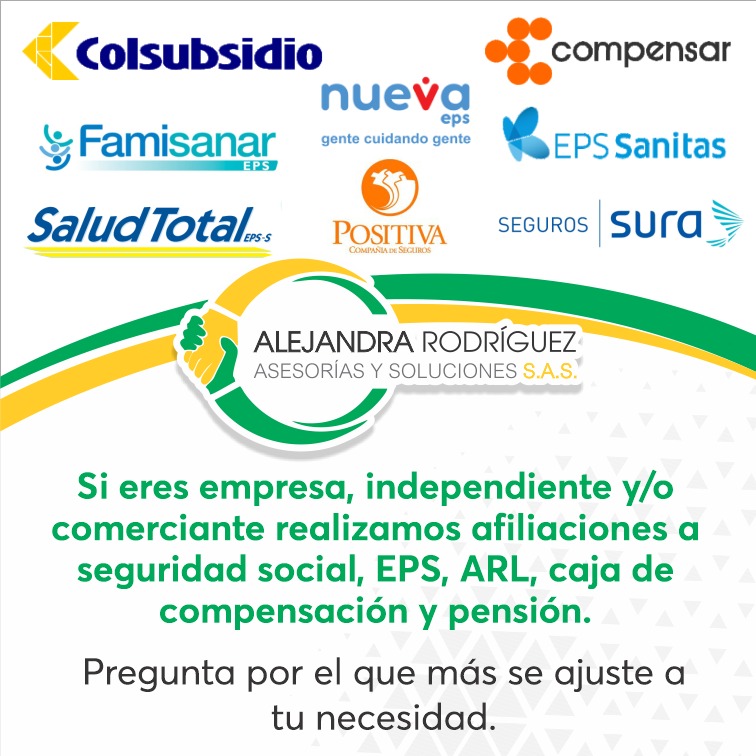 Colsubsidio
compensar
nueva
eps
gente cuidando gente
Famisanar
EPS
EPS Sanitas
SaludTotal EPS-S
POSITIVA
COMPAÑIA DE SEGUROS
SEGUROS sura
ALEJANDRA RODRÍGUEZ
ASESORÍAS Y SOLUCIONES S.A.S.
Si eres empresa, independiente y/o
comerciante realizamos afiliaciones a
seguridad social, EPS, ARL, caja de
compensación y pensión.
Pregunta por el que más se ajuste a
tu necesidad.